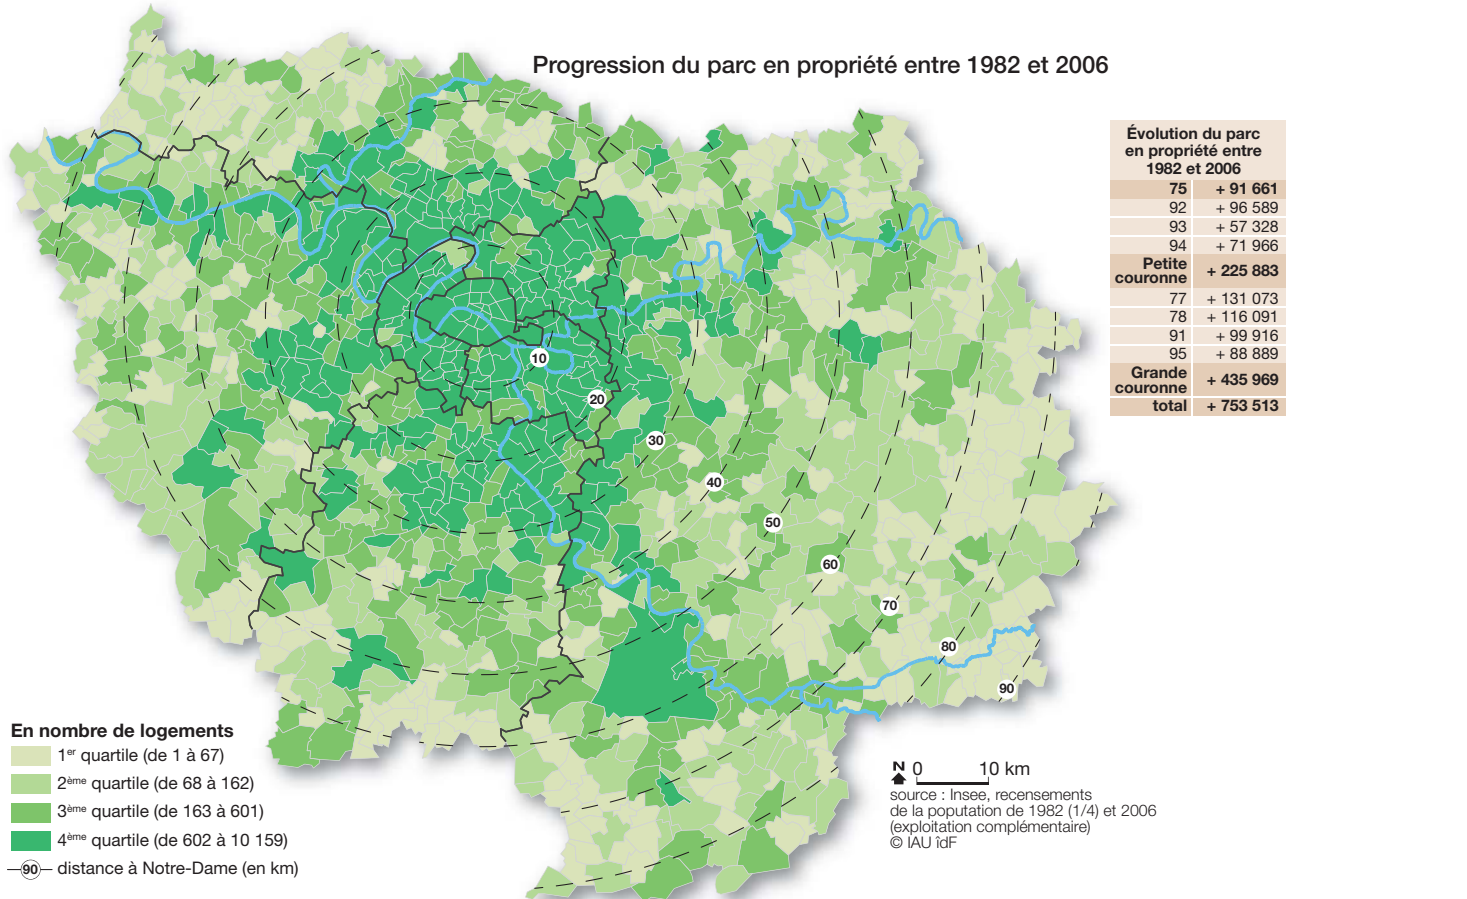 Progression du parc en propriété entre 1982 et 2006
Évolution du parc
en propriété entre
1982 et 2006
75 + 91 661
92 + 96 589
93 + 57 328
94 + 71 966
Petite
couronne + 225 883
77 + 131 073
78 + 116 091
91 + 99 916
95 + 88 889
Grande
couronne + 435 969
total + 753 513
10
20
30
40
50
60
70
80
90
En nombre de logements
1er quartile (de 1 à 67)
2ème quartile (de 68 à 162)
3ème quartile (de 163 à 601)
4ème quartile (de 602 à 10 159)
90 distance à Notre-Dame (en km)
N 0 10 km
source : Insee, recensements
de la poputation de 1982 (1/4) et 2006
(exploitation complémentaire)
© IAU îdF